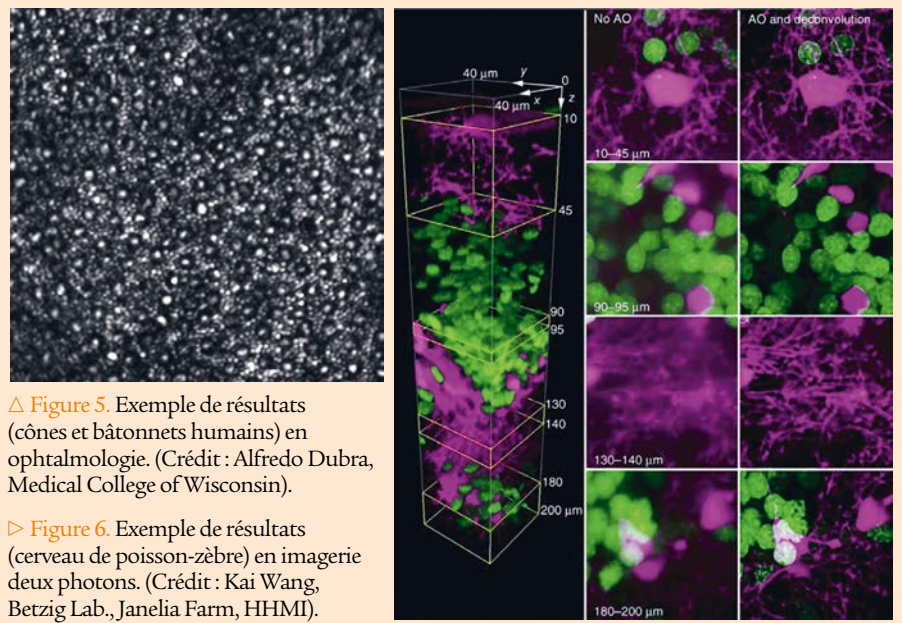 △ Figure 5. Exemple de résultats
(cônes et bâtonnets humains) en
ophtalmologie. (Crédit : Alfredo Dubra,
Medical College of Wisconsin).
▷ Figure 6. Exemple de résultats
(cerveau de poisson-zèbre) en imagerie
deux photons. (Crédit : Kai Wang,
Betzig Lab., Janelia Farm, HHMI).
40 µm
y
0
40 µm
x
z
10
45
90
95
130
140
180
200 µm
No AO
AO and deconvolution
10–45 µm
90–95 µm
130–140 µm
180–200 µm